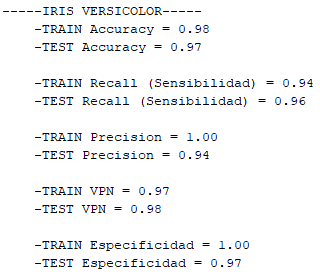 -----IRIS VERSICOLOR-----
-TRAIN Accuracy = 0.98
-TEST Accuracy = 0.97
-TRAIN Recall (Sensibilidad) = 0.94
-TEST Recall (Sensibilidad) = 0.96
-TRAIN Precision = 1.00
-TEST Precision = 0.94
-TRAIN VPN = 0.97
-TEST VPN = 0.98
-TRAIN Especificidad = 1.00
-TEST Especificidad = 0.97